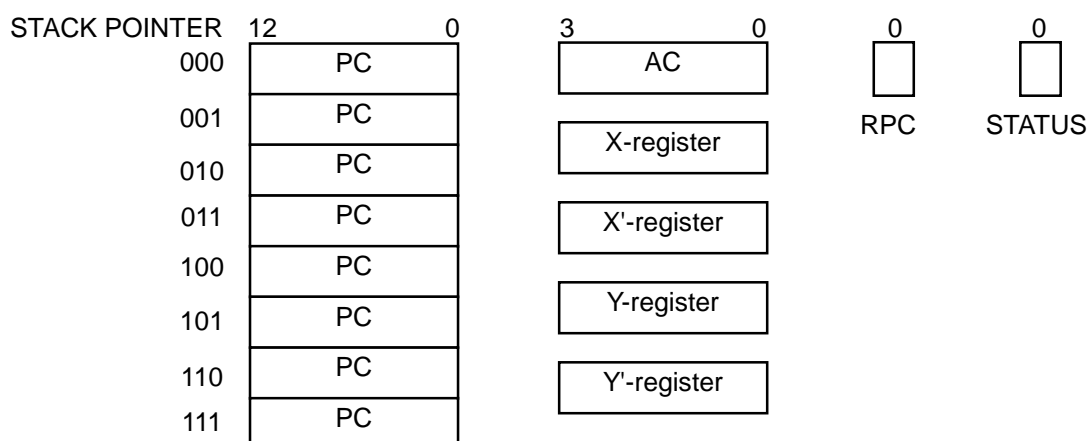 STACK POINTER 12 0 3 0 0 0
000 PC AC
001 PC RPC STATUS
X-register
010 PC
011 PC X'-register
100 PC
101 PC Y-register
110 PC Y'-register
111 PC